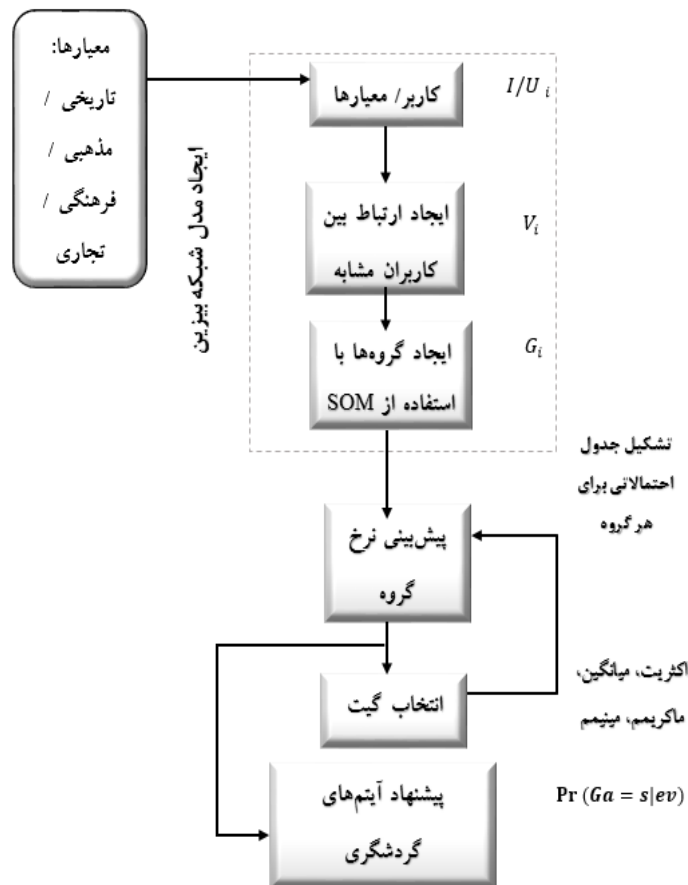 معیارها:
تاریخی /
مذهبی /
فرهنگی /
تجاری
ایجاد مدل شبکه بیزین
کاربر/ معیارها
I/U i
ایجاد ارتباط بین
کاربران مشابه
V i
ایجاد گروه‌ها با
استفاده از SOM
G i
تشکیل جدول
احتمالاتی برای
هر گروه
پیش‌بینی نرخ
گروه
انتخاب گیت
اکثریت، میانگین،
ماکریمم، مینیمم
پیشنهاد آیتم‌های
گردشگری
Pr (Ga = s|ev)